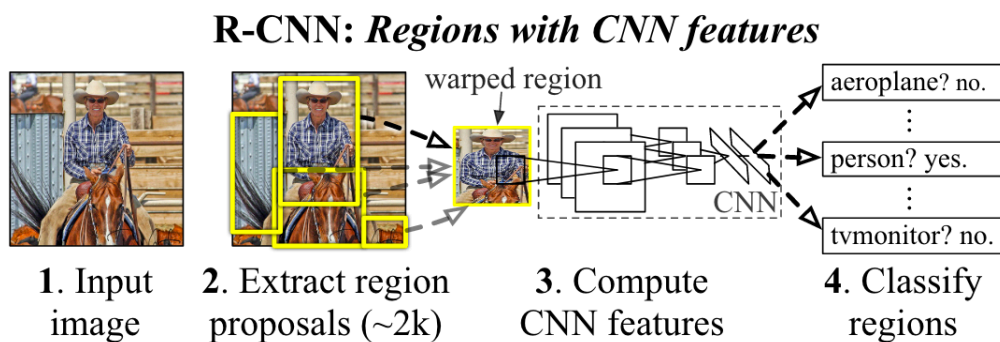 R-CNN: Regions with CNN features
warped region
aeroplane? no.
⋮
person? yes.
⋮
tvmonitor? no.
CNN
1. Input
image
2. Extract region
proposals (~2k)
3. Compute
CNN features
4. Classify
regions